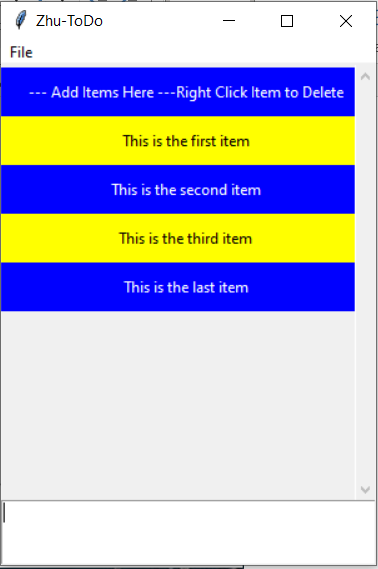 Zhu-ToDo
File
--- Add Items Here ---Right Click Item to Delete
This is the first item
This is the second item
This is the third item
This is the last item